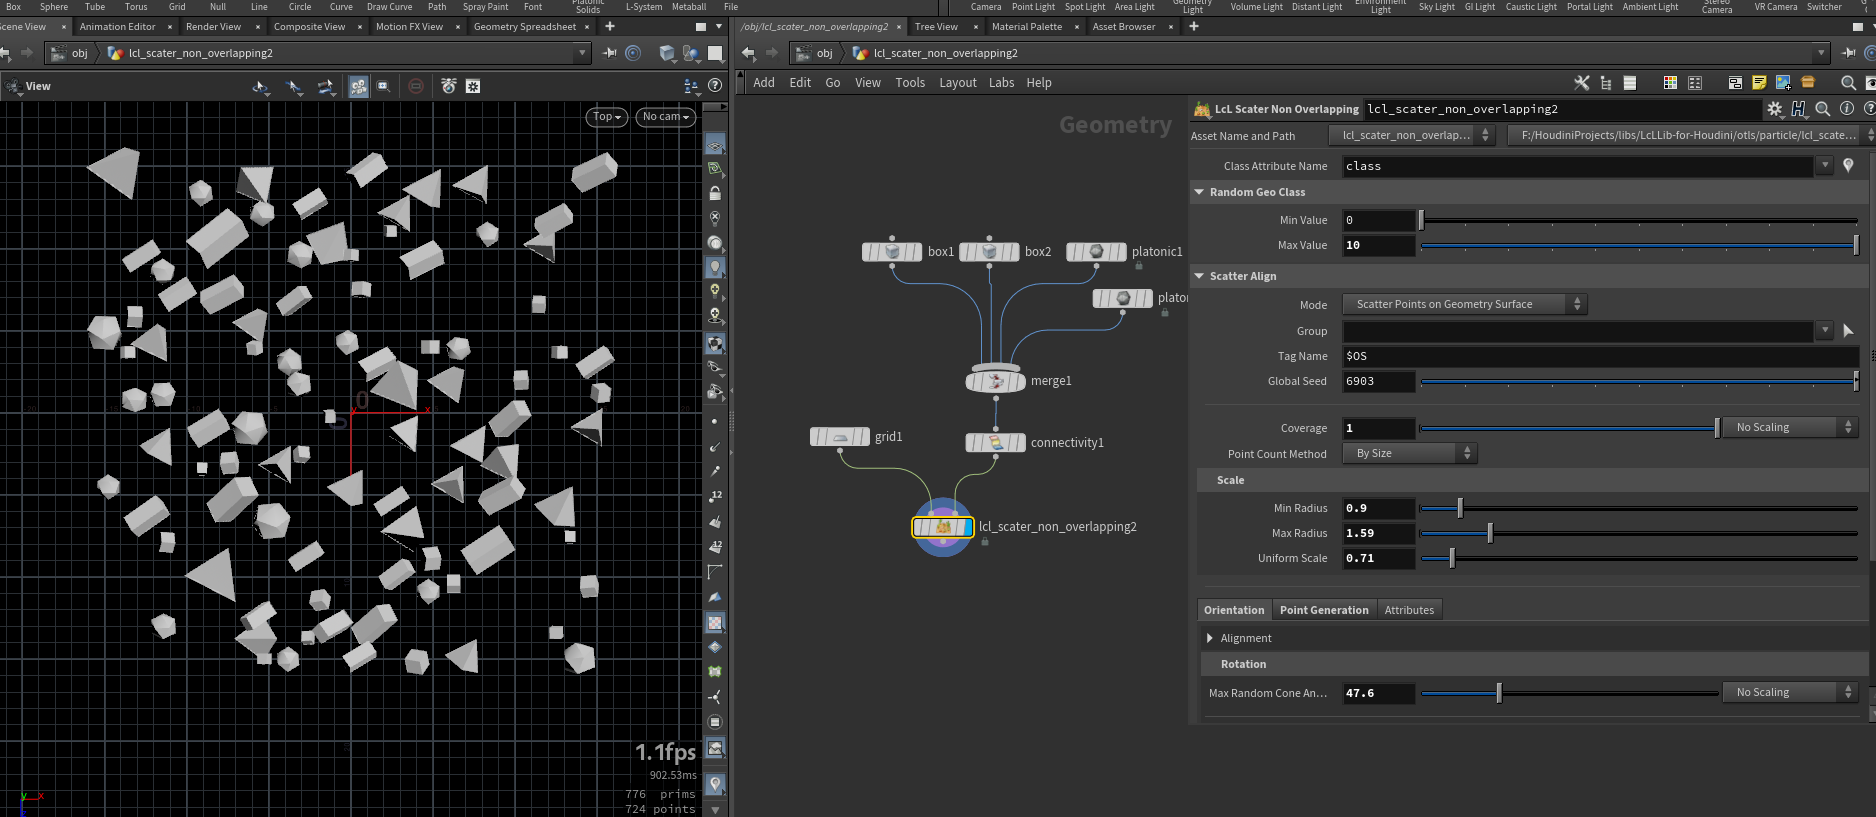 Box Sphere Tube Torus Grid Null Line Circle Curve Draw Curve Path Spray Paint Font Platonic Solids L-System Metaball File
Camera Point Light Spot Light Area Light Geometry Light Volume Light Distant Light Environment Light Sky Light GI Light Caustic Light Portal Light Ambient Light Stereo Camera VR Camera Switcher
Scene View × Animation Editor × Render View × Composite View × Motion FX View × Geometry Spreadsheet × +
/obj/lcl_scater_non_overlapping2 × Tree View × Material Palette × Asset Browser × +
obj lcl_scater_non_overlapping2
obj lcl_scater_non_overlapping2
View
Add Edit Go View Tools Layout Labs Help
Top No cam
Geometry
LcL Scater Non Overlapping lcl_scater_non_overlapping2
Asset Name and Path lcl_scater_non_overlap... F:/HoudiniProjects/libs/LcLLib-for-Houdini/otls/particle/lcl_scate...
Class Attribute Name class
Random Geo Class
Min Value 0
Max Value 10
Scatter Align
Mode Scatter Points on Geometry Surface
Group
Tag Name $OS
Global Seed 6903
Coverage 1 No Scaling
Point Count Method By Size
Scale
Min Radius 0.9
Max Radius 1.59
Uniform Scale 0.71
Orientation Point Generation Attributes
Alignment
Rotation
Max Random Cone An... 47.6 No Scaling
box1 box2 platonic1
plato
merge1
grid1 connectivity1
lcl_scater_non_overlapping2
12
12
0
0
x
y
1.1fps
902.53ms
776 prims
724 points
y x